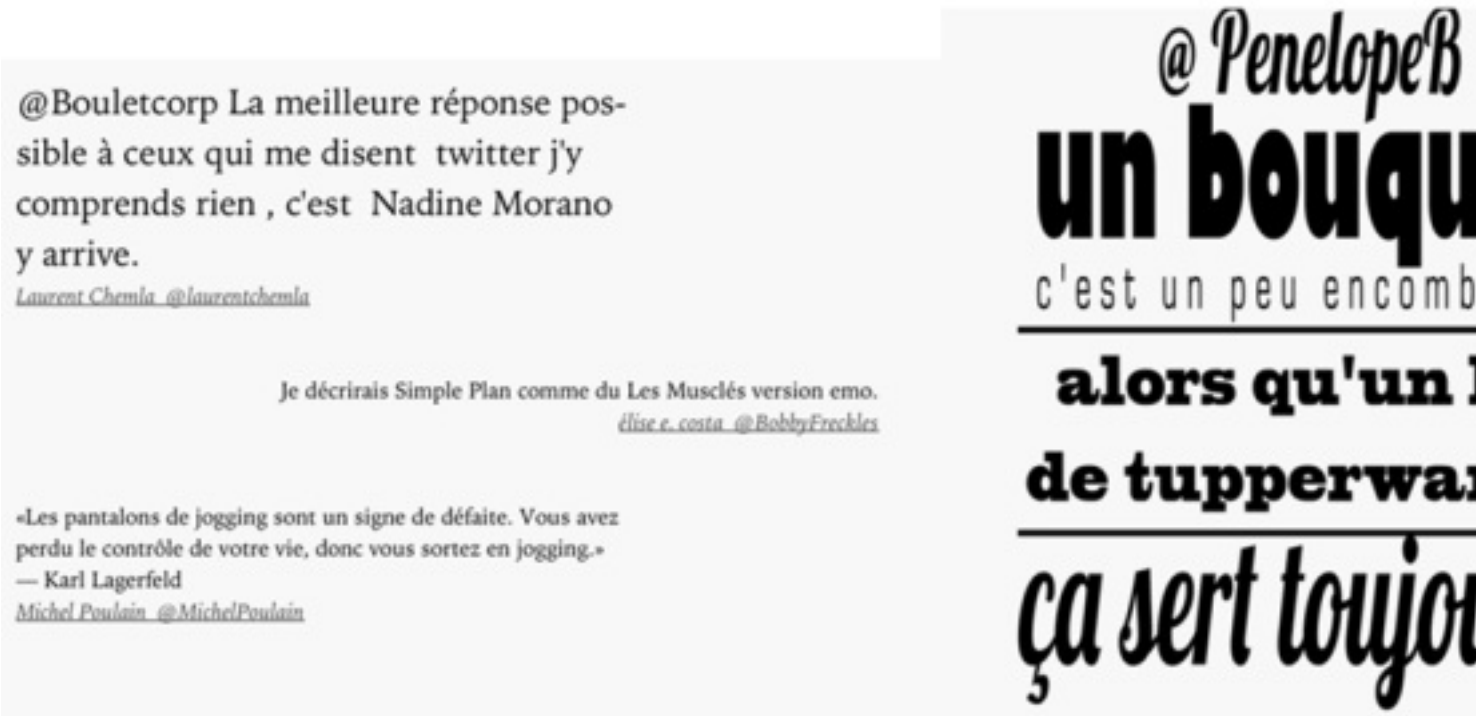 @Bouletcorp La meilleure réponse pos-
sible à ceux qui me disent  twitter j'y
comprends rien , c'est  Nadine Morano
y arrive.
Laurent Chemla  @laurentchemla
Je décrirais Simple Plan comme du Les Musclés version emo.
élise e. costa  @BobbyFreckles
«Les pantalons de jogging sont un signe de défaite. Vous avez
perdu le contrôle de votre vie, donc vous sortez en jogging.»
— Karl Lagerfeld
Michel Poulain  @MichelPoulain
@ PenelopeB
un bouqu
c'est un peu encomb
alors qu'un
de tupperwa
ça sert toujo